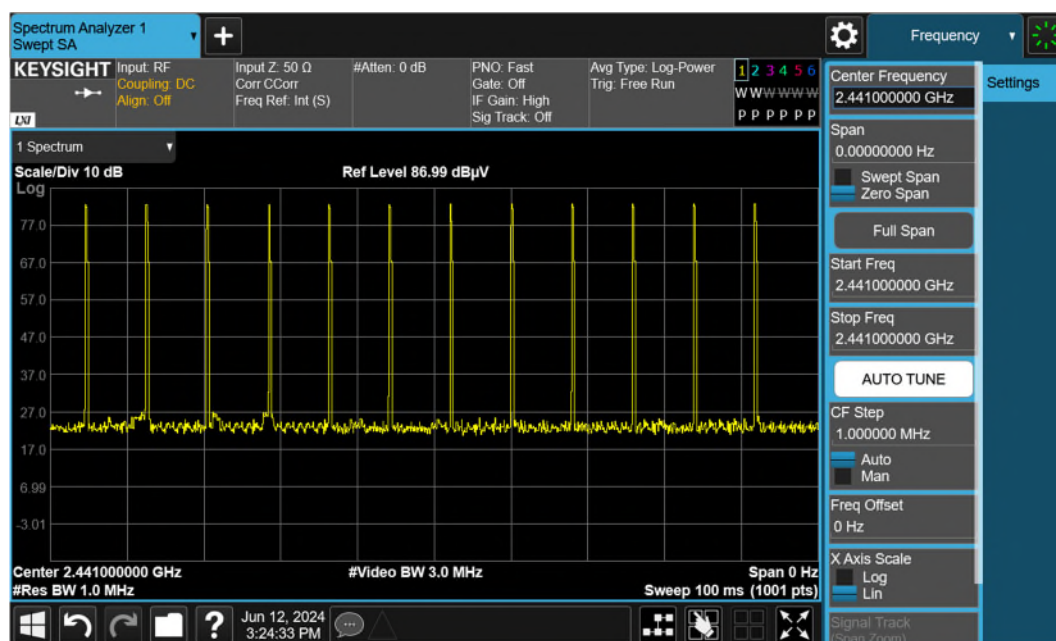 Spectrum Analyzer 1
Swept SA
+
Frequency
KEYSIGHT
LXI
Input: RF
Coupling: DC
Align: Off
Input Z: 50 Ω
Corr CCorr
Freq Ref: Int (S)
#Atten: 0 dB
PNO: Fast
Gate: Off
IF Gain: High
Sig Track: Off
Avg Type: Log-Power
Trig: Free Run
1 2 3 4 5 6
W W W W W W
P P P P P P
1 Spectrum
Scale/Div 10 dB
Ref Level 86.99 dBµV
Log
77.0
67.0
57.0
47.0
37.0
27.0
17.0
6.99
-3.01
Center 2.441000000 GHz
#Video BW 3.0 MHz
Span 0 Hz
#Res BW 1.0 MHz
Sweep 100 ms (1001 pts)
Center Frequency
2.441000000 GHz
Settings
Span
0.00000000 Hz
Swept Span
Zero Span
Full Span
Start Freq
2.441000000 GHz
Stop Freq
2.441000000 GHz
AUTO TUNE
CF Step
1.000000 MHz
Auto
Man
Freq Offset
0 Hz
X Axis Scale
Log
Lin
Signal Track
(Span Zoom)
?
Jun 12, 2024
3:24:33 PM